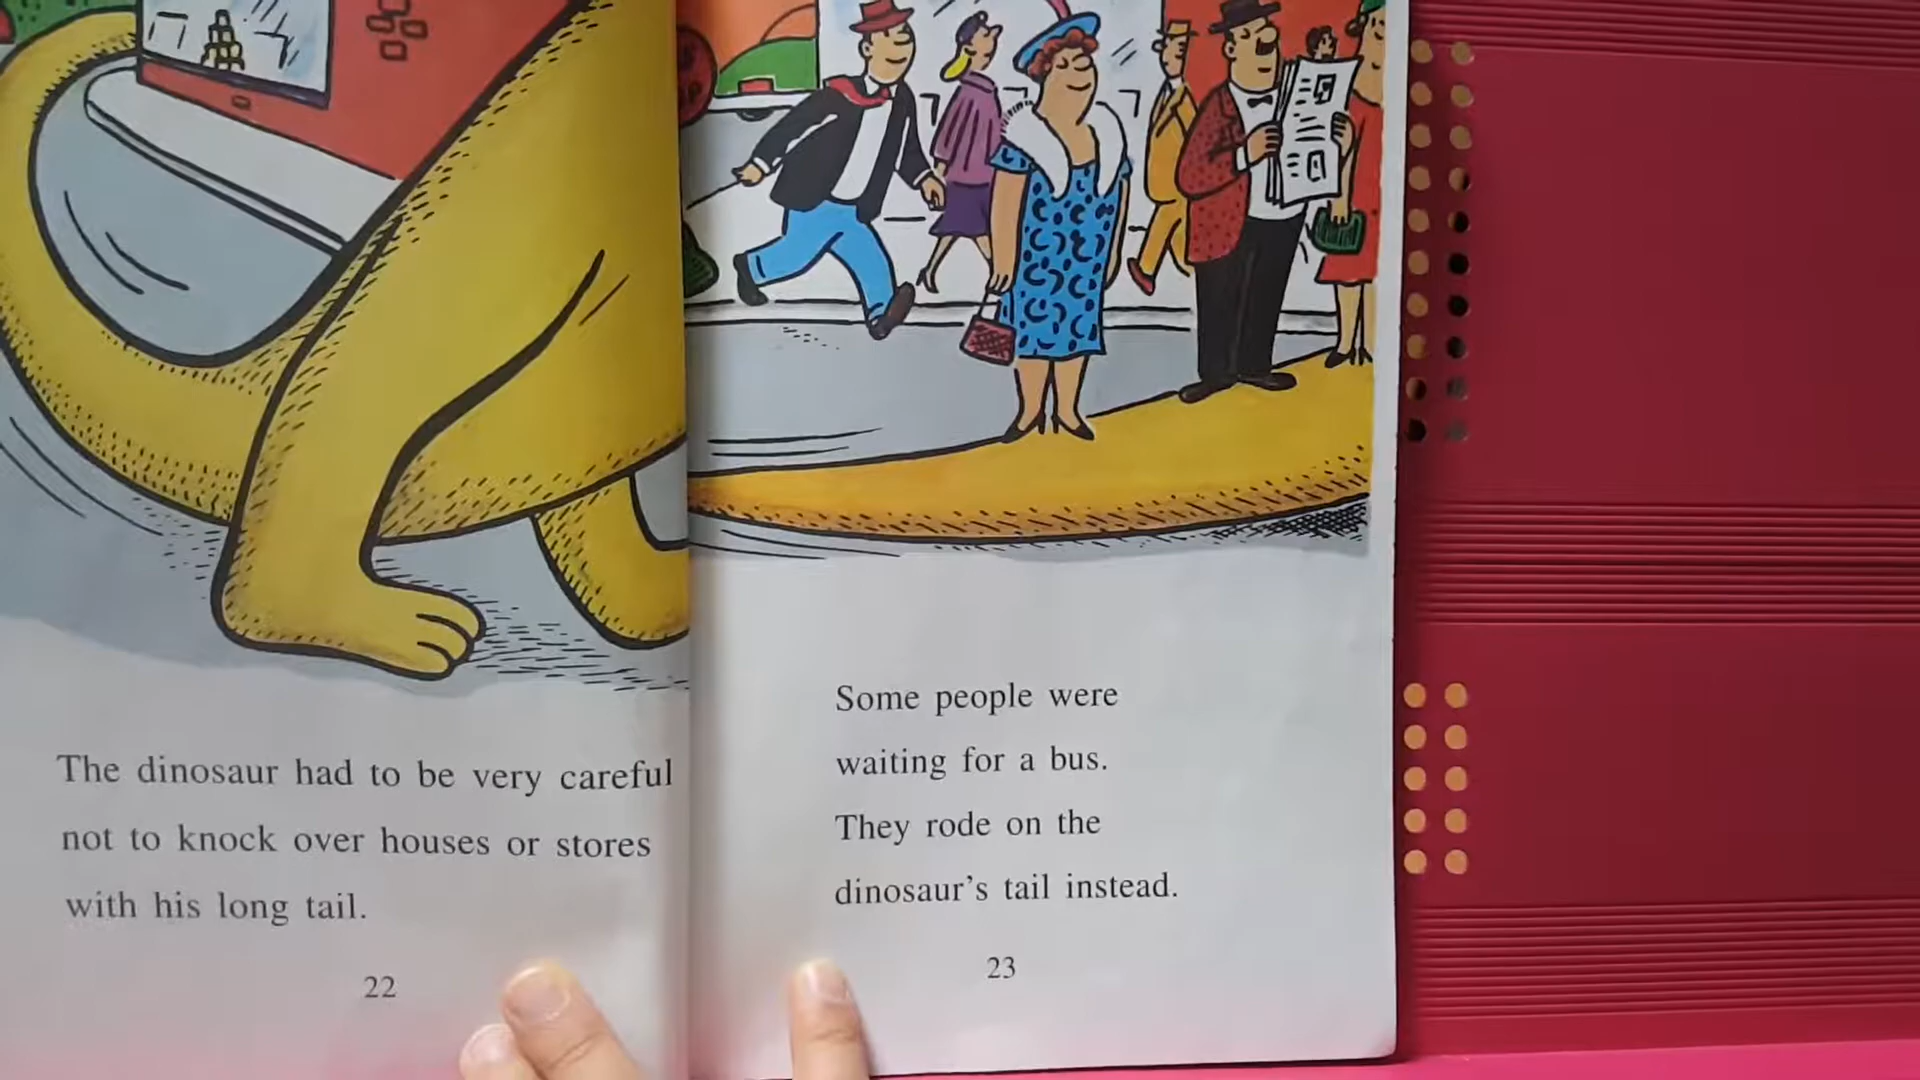 The dinosaur had to be very careful
not to knock over houses or stores
with his long tail.
22
Some people were
waiting for a bus.
They rode on the
dinosaur's tail instead.
23